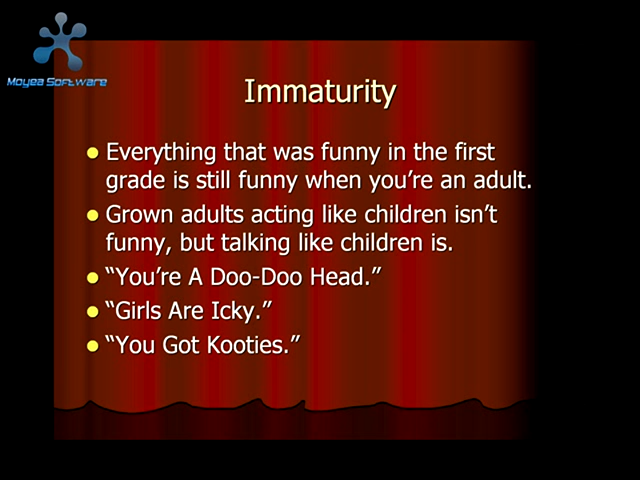 Moyea Software
Immaturity
Everything that was funny in the first
grade is still funny when you're an adult.
Grown adults acting like children isn't
funny, but talking like children is.
“You're A Doo-Doo Head.”
“Girls Are Icky.”
“You Got Kooties.”